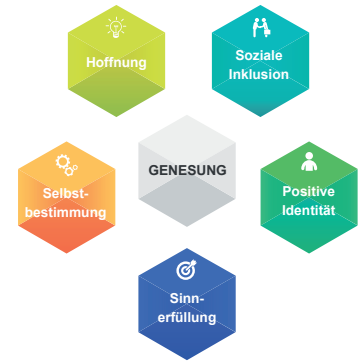 Hoffnung
Soziale
Inklusion
GENESUNG
Selbst-
bestimmung
Positive
Identität
Sinn-
erfüllung